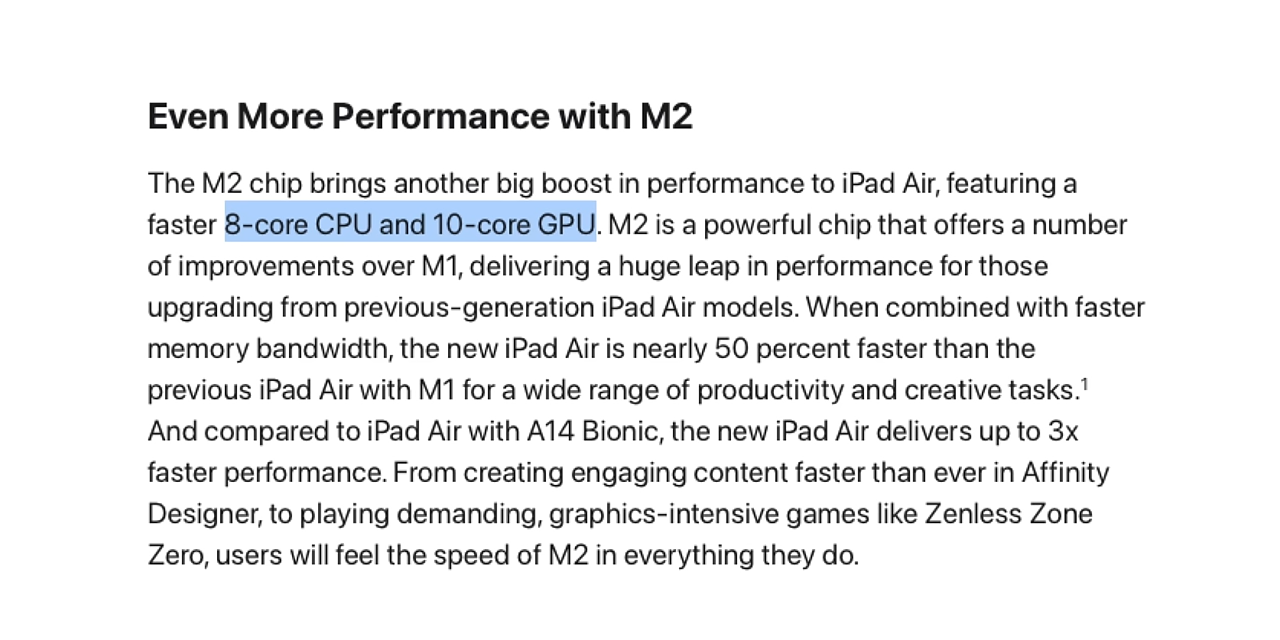 Even More Performance with M2
The M2 chip brings another big boost in performance to iPad Air, featuring a
faster 8-core CPU and 10-core GPU. M2 is a powerful chip that offers a number
of improvements over M1, delivering a huge leap in performance for those
upgrading from previous-generation iPad Air models. When combined with faster
memory bandwidth, the new iPad Air is nearly 50 percent faster than the
previous iPad Air with M1 for a wide range of productivity and creative tasks.¹
And compared to iPad Air with A14 Bionic, the new iPad Air delivers up to 3x
faster performance. From creating engaging content faster than ever in Affinity
Designer, to playing demanding, graphics-intensive games like Zenless Zone
Zero, users will feel the speed of M2 in everything they do.